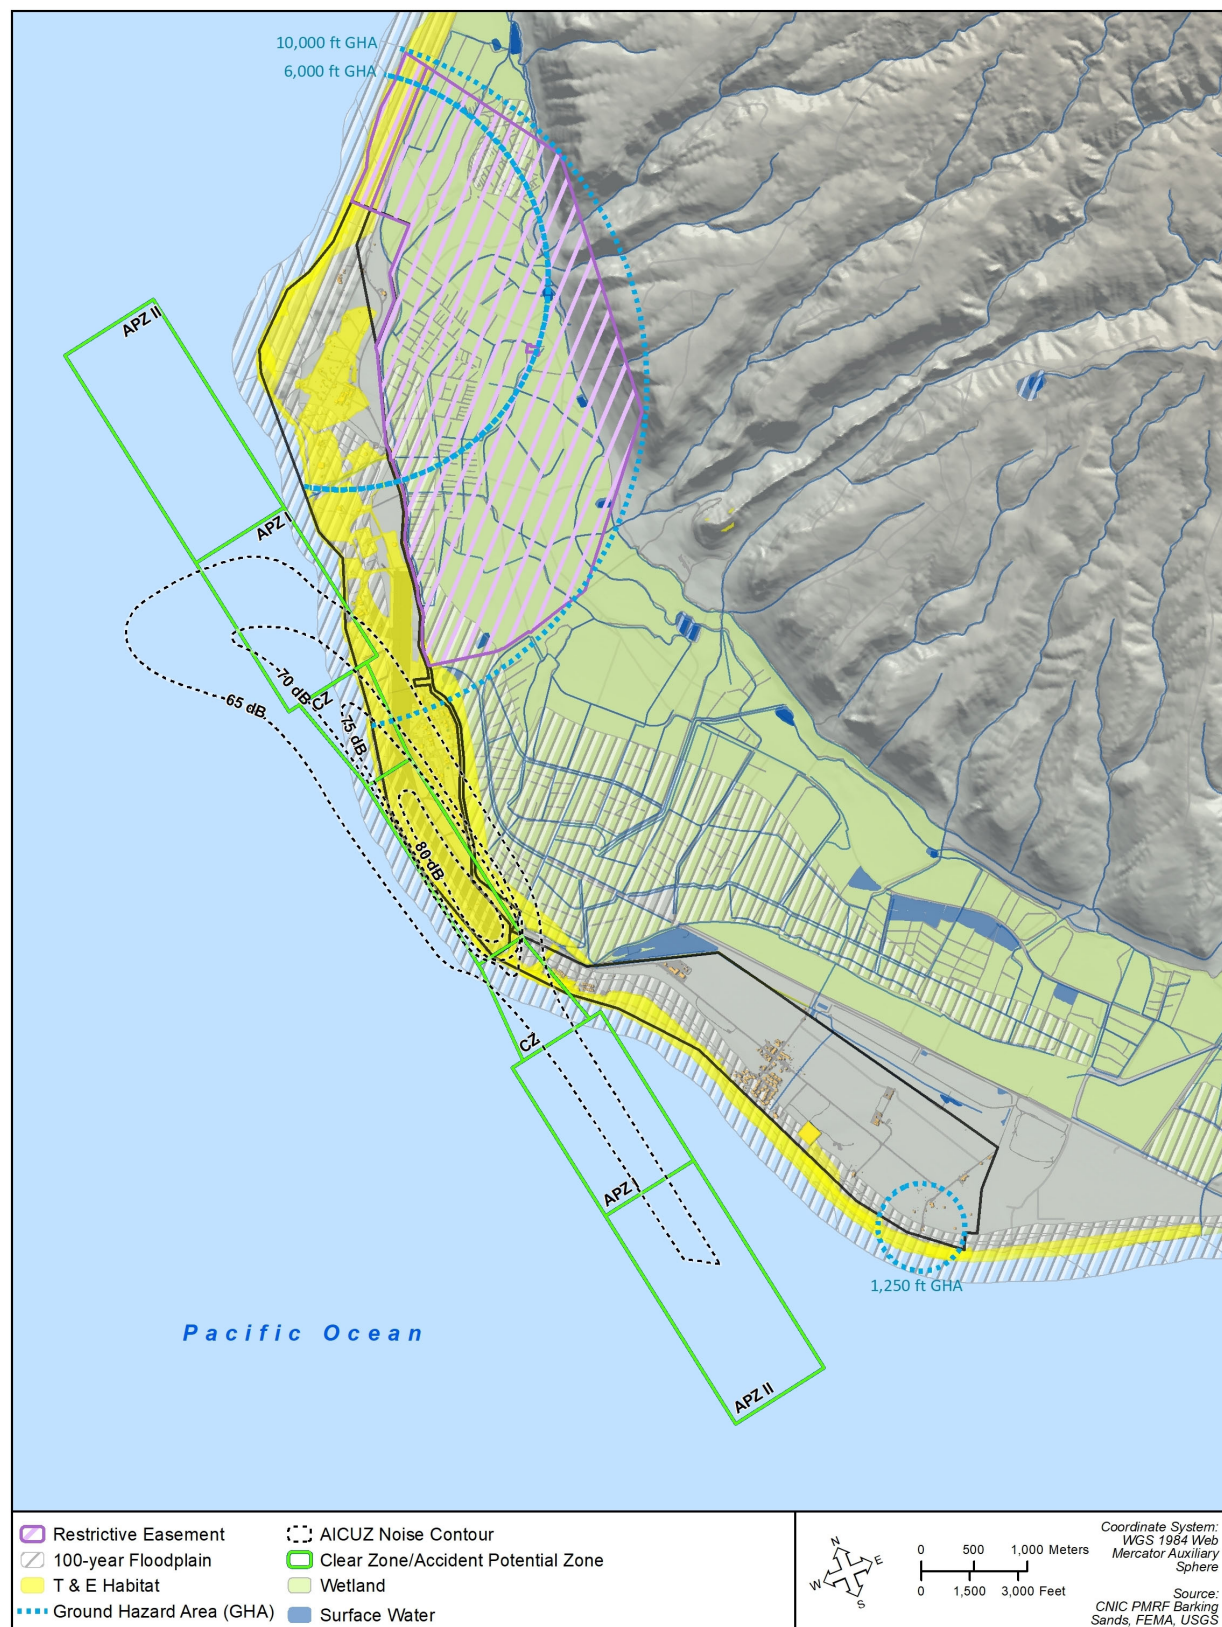 10,000 ft GHA
6,000 ft GHA
APZ II
APZ I
70 dB
CZ
65 dB
75 dB
80 dB
CZ
APZ I
1,250 ft GHA
Pacific Ocean
APZ II
Restrictive Easement
100-year Floodplain
T & E Habitat
Ground Hazard Area (GHA)
AICUZ Noise Contour
Clear Zone/Accident Potential Zone
Wetland
Surface Water
N
E
W
S
0 500 1,000 Meters
0 1,500 3,000 Feet
Coordinate System:
WGS 1984 Web
Mercator Auxiliary
Sphere
Source:
CNIC PMRF Barking
Sands, FEMA, USGS